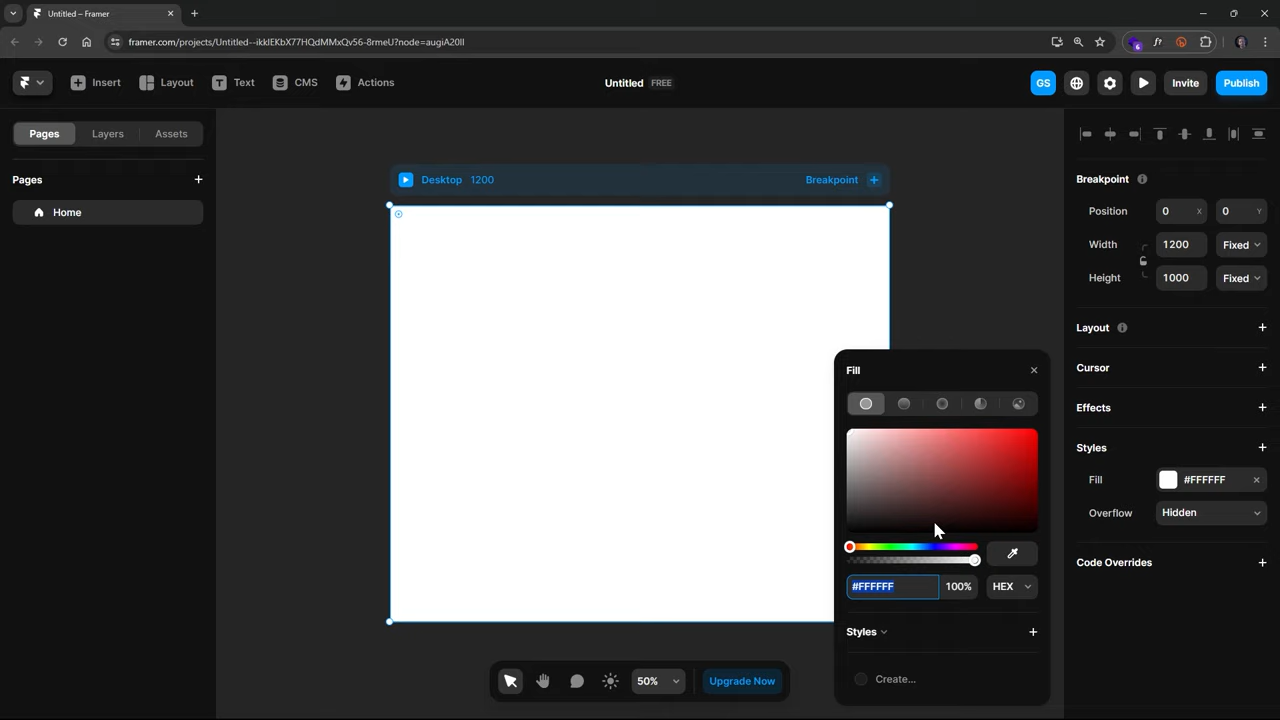 Untitled – Framer
framer.com/projects/Untitled--ikklEkbX77HQdMMxQv56-8rmeU?node=augiA20Il
6
f?
Insert
Layout
Text
CMS
Actions
Untitled FREE
GS
Invite
Publish
Pages
Layers
Assets
Pages
Home
Desktop 1200
Breakpoint
Breakpoint
Position 0 X 0 Y
Width 1200 Fixed
Height 1000 Fixed
Layout
Cursor
Effects
Styles
Fill #FFFFFF
Overflow Hidden
Code Overrides
Fill
#FFFFFF 100% HEX
Styles
Create...
50%
Upgrade Now